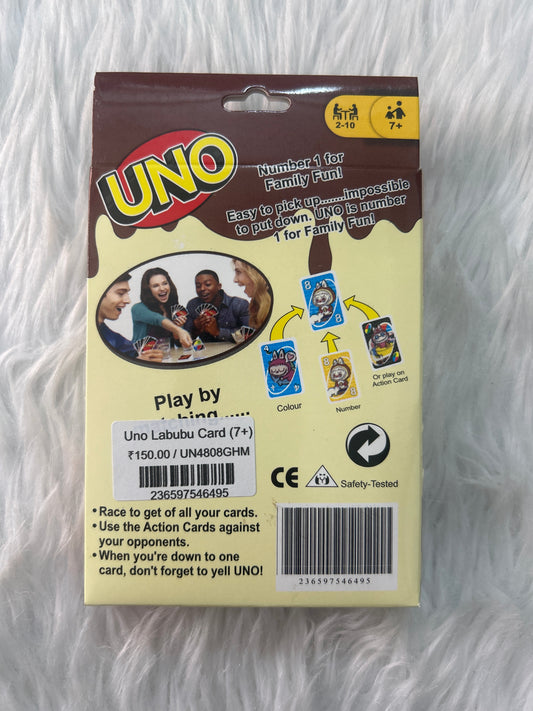 2-10
7+
UNO
Number 1 for
Family Fun!
Easy to pick up.......impossible
to put down. UNO is number
1 for Family Fun!
Or play on
Action Card
Colour
Number
Play by
Uno Labubu Card (7+)
₹150.00 / UN4808GHM
236597546495
CE
Safety-Tested
• Race to get of all your cards.
• Use the Action Cards against
your opponents.
• When you're down to one
card, don't forget to yell UNO!
236597546495